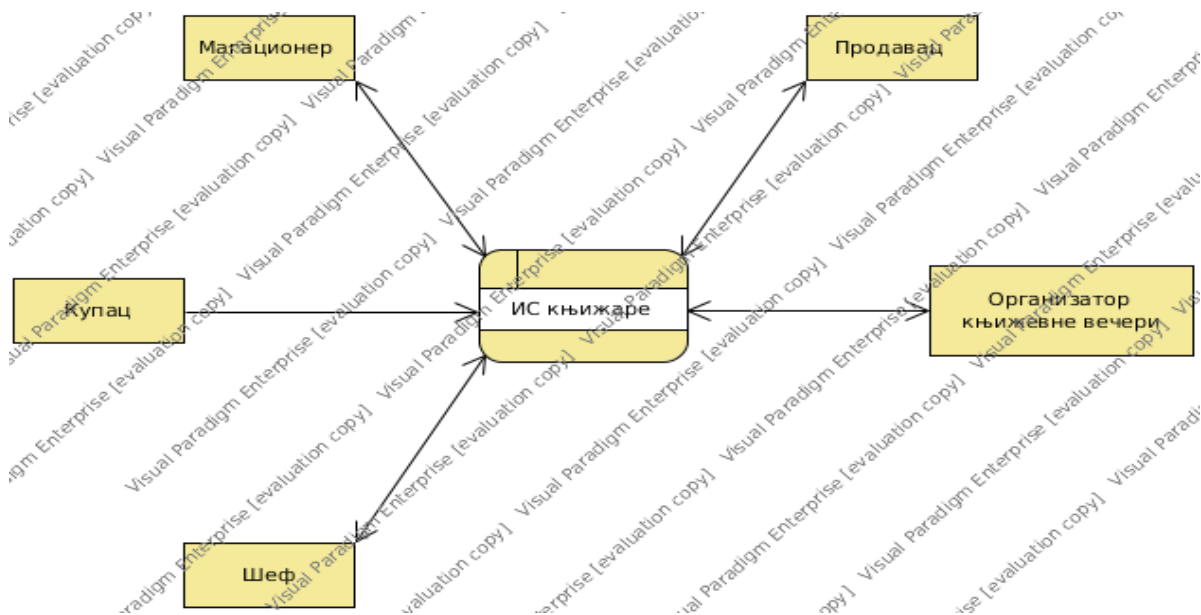 Магационер
Продавац
Купац
ИС књижаре
Организатор
књижевне вечери
Шеф
Visual Paradigm Enterprise [evaluation copy]